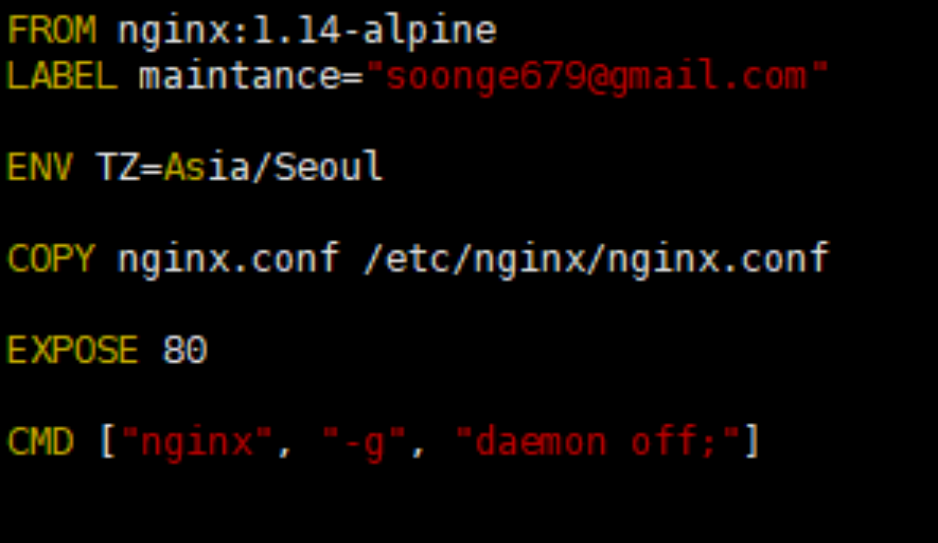 FROM nginx:1.14-alpine
LABEL maintance="soonge679@gmail.com"
ENV TZ=Asia/Seoul
COPY nginx.conf /etc/nginx/nginx.conf
EXPOSE 80
CMD ["nginx", "-g", "daemon off;"]